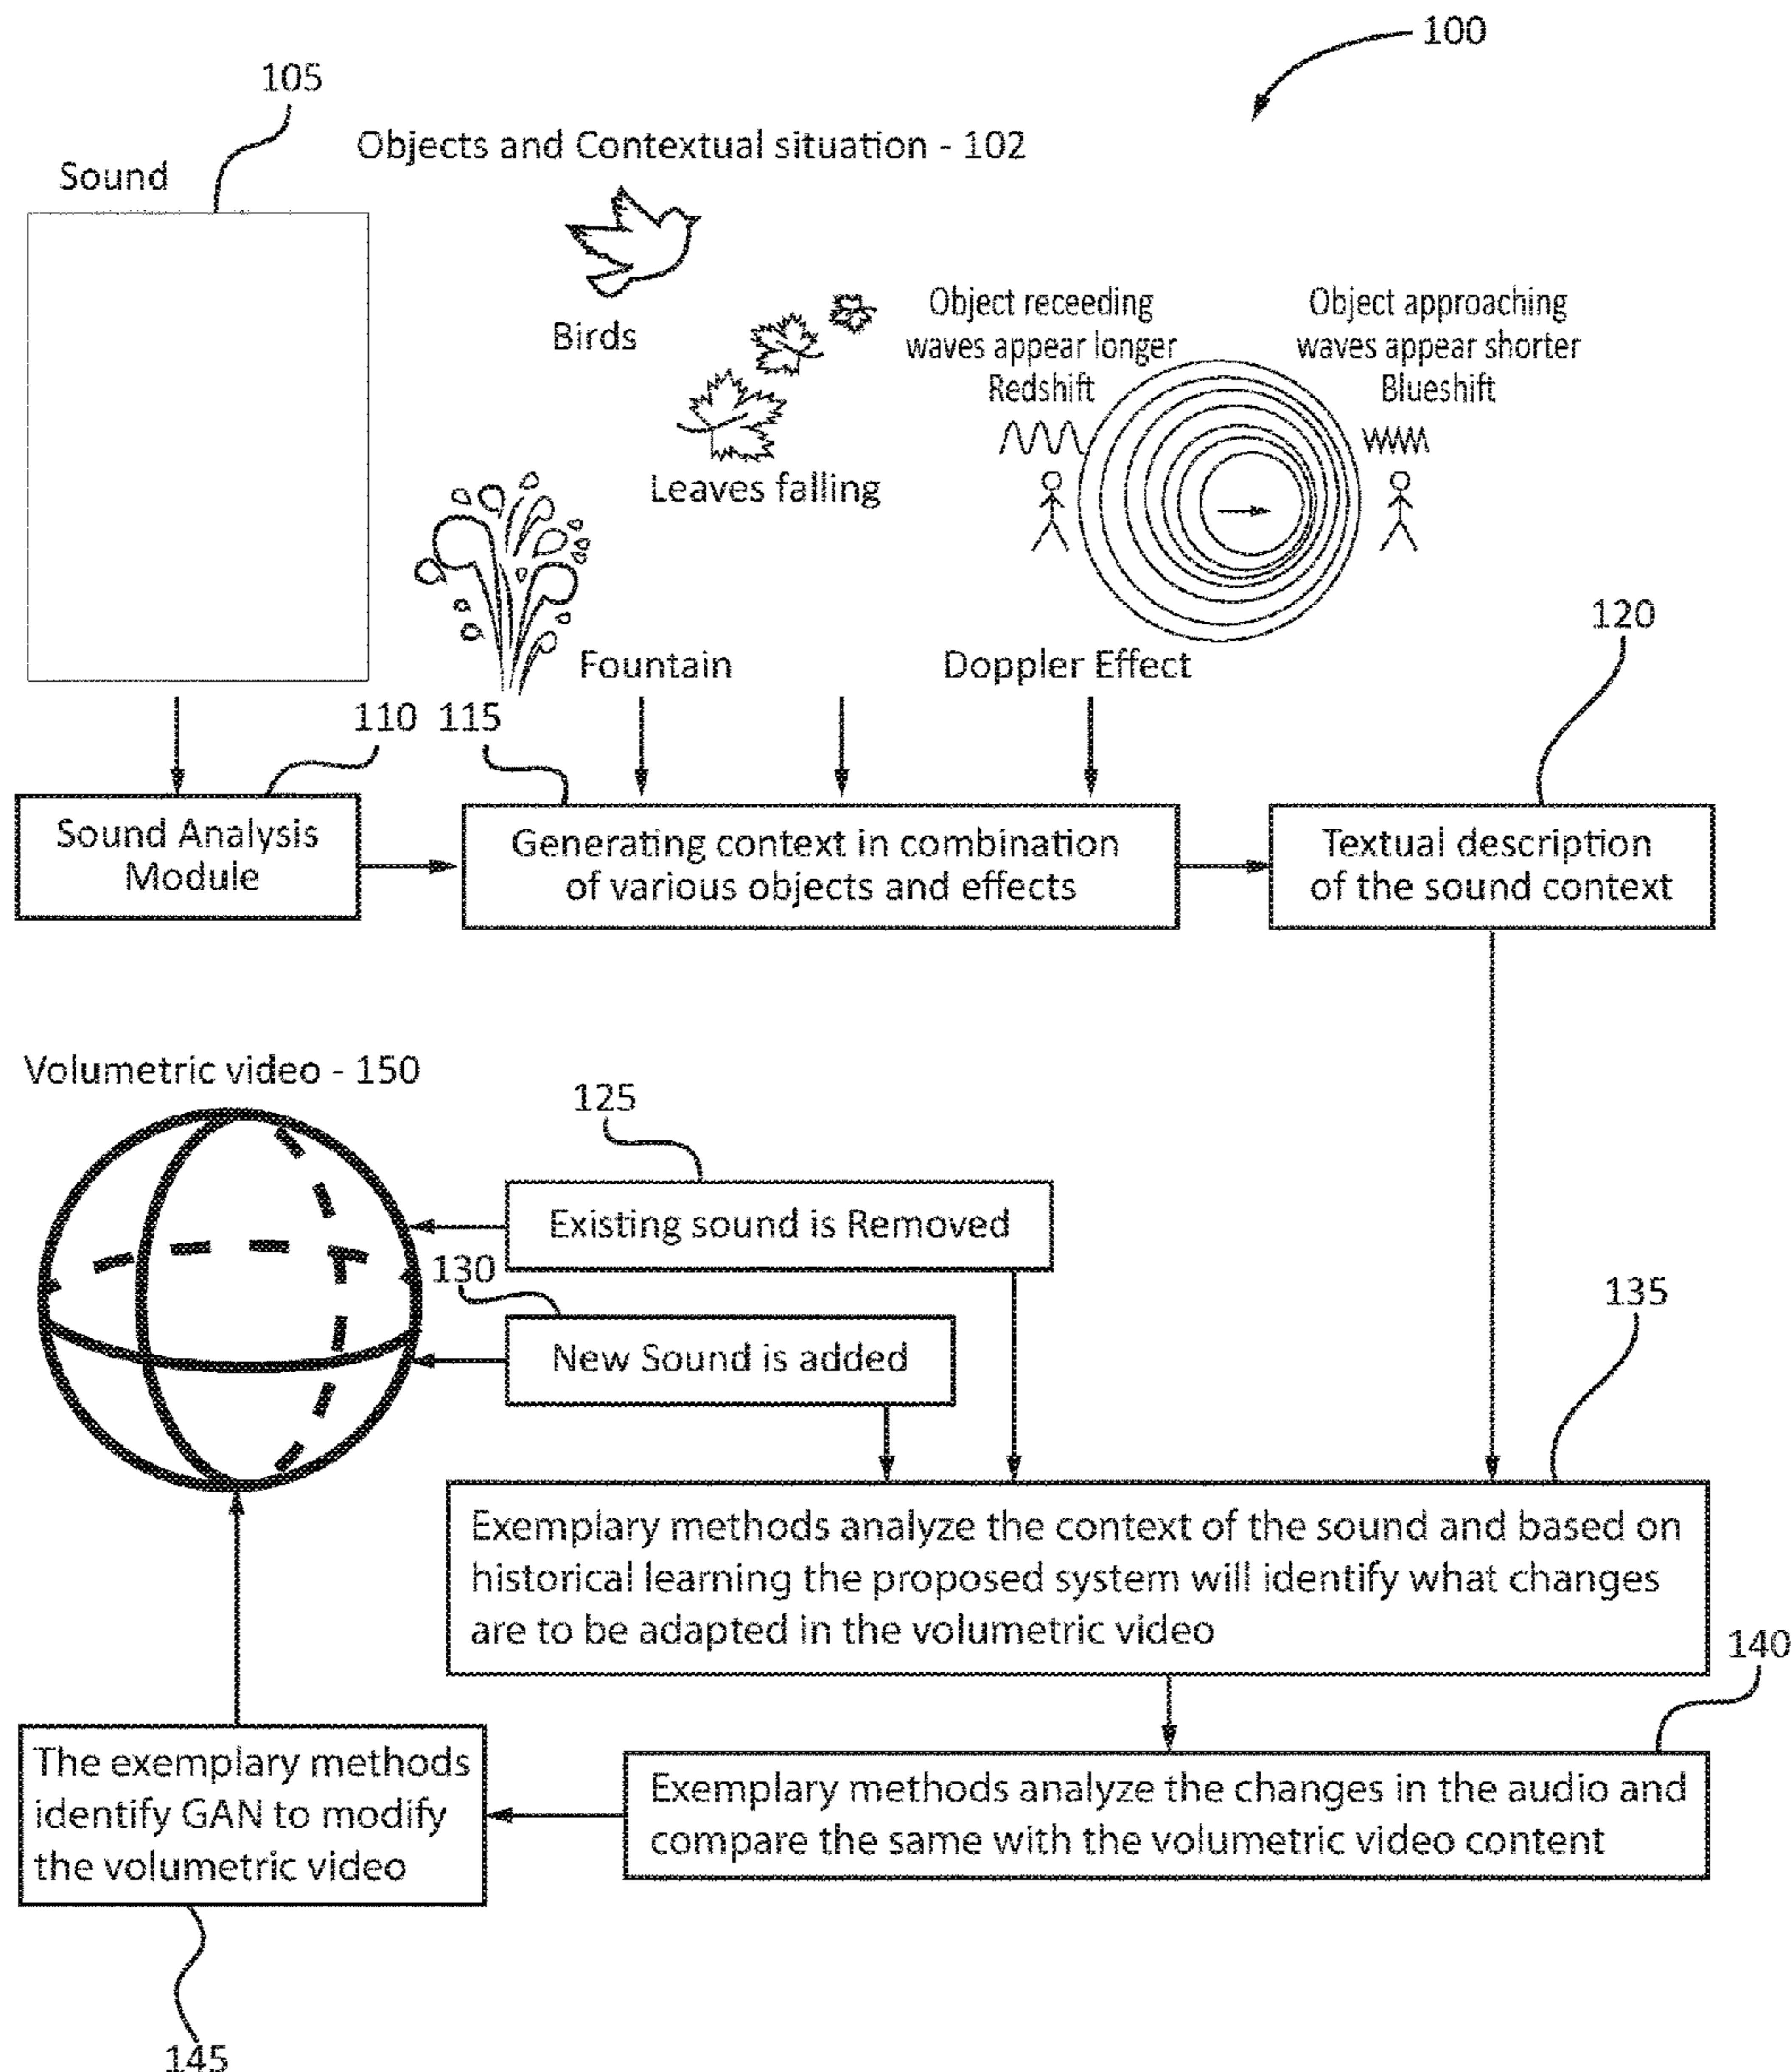 100
105
Objects and Contextual situation - 102
Sound
Birds
Object receeding
waves appear longer
Redshift
Object approaching
waves appear shorter
Blueshift
Leaves falling
120
Fountain
Doppler Effect
110
115
Sound Analysis
Module
Generating context in combination
of various objects and effects
Textual description
of the sound context
Volumetric video - 150
125
Existing sound is Removed
130
New Sound is added
135
Exemplary methods analyze the context of the sound and based on
historical learning the proposed system will identify what changes
are to be adapted in the volumetric video
140
The exemplary methods
identify GAN to modify
the volumetric video
Exemplary methods analyze the changes in the audio and
compare the same with the volumetric video content
145